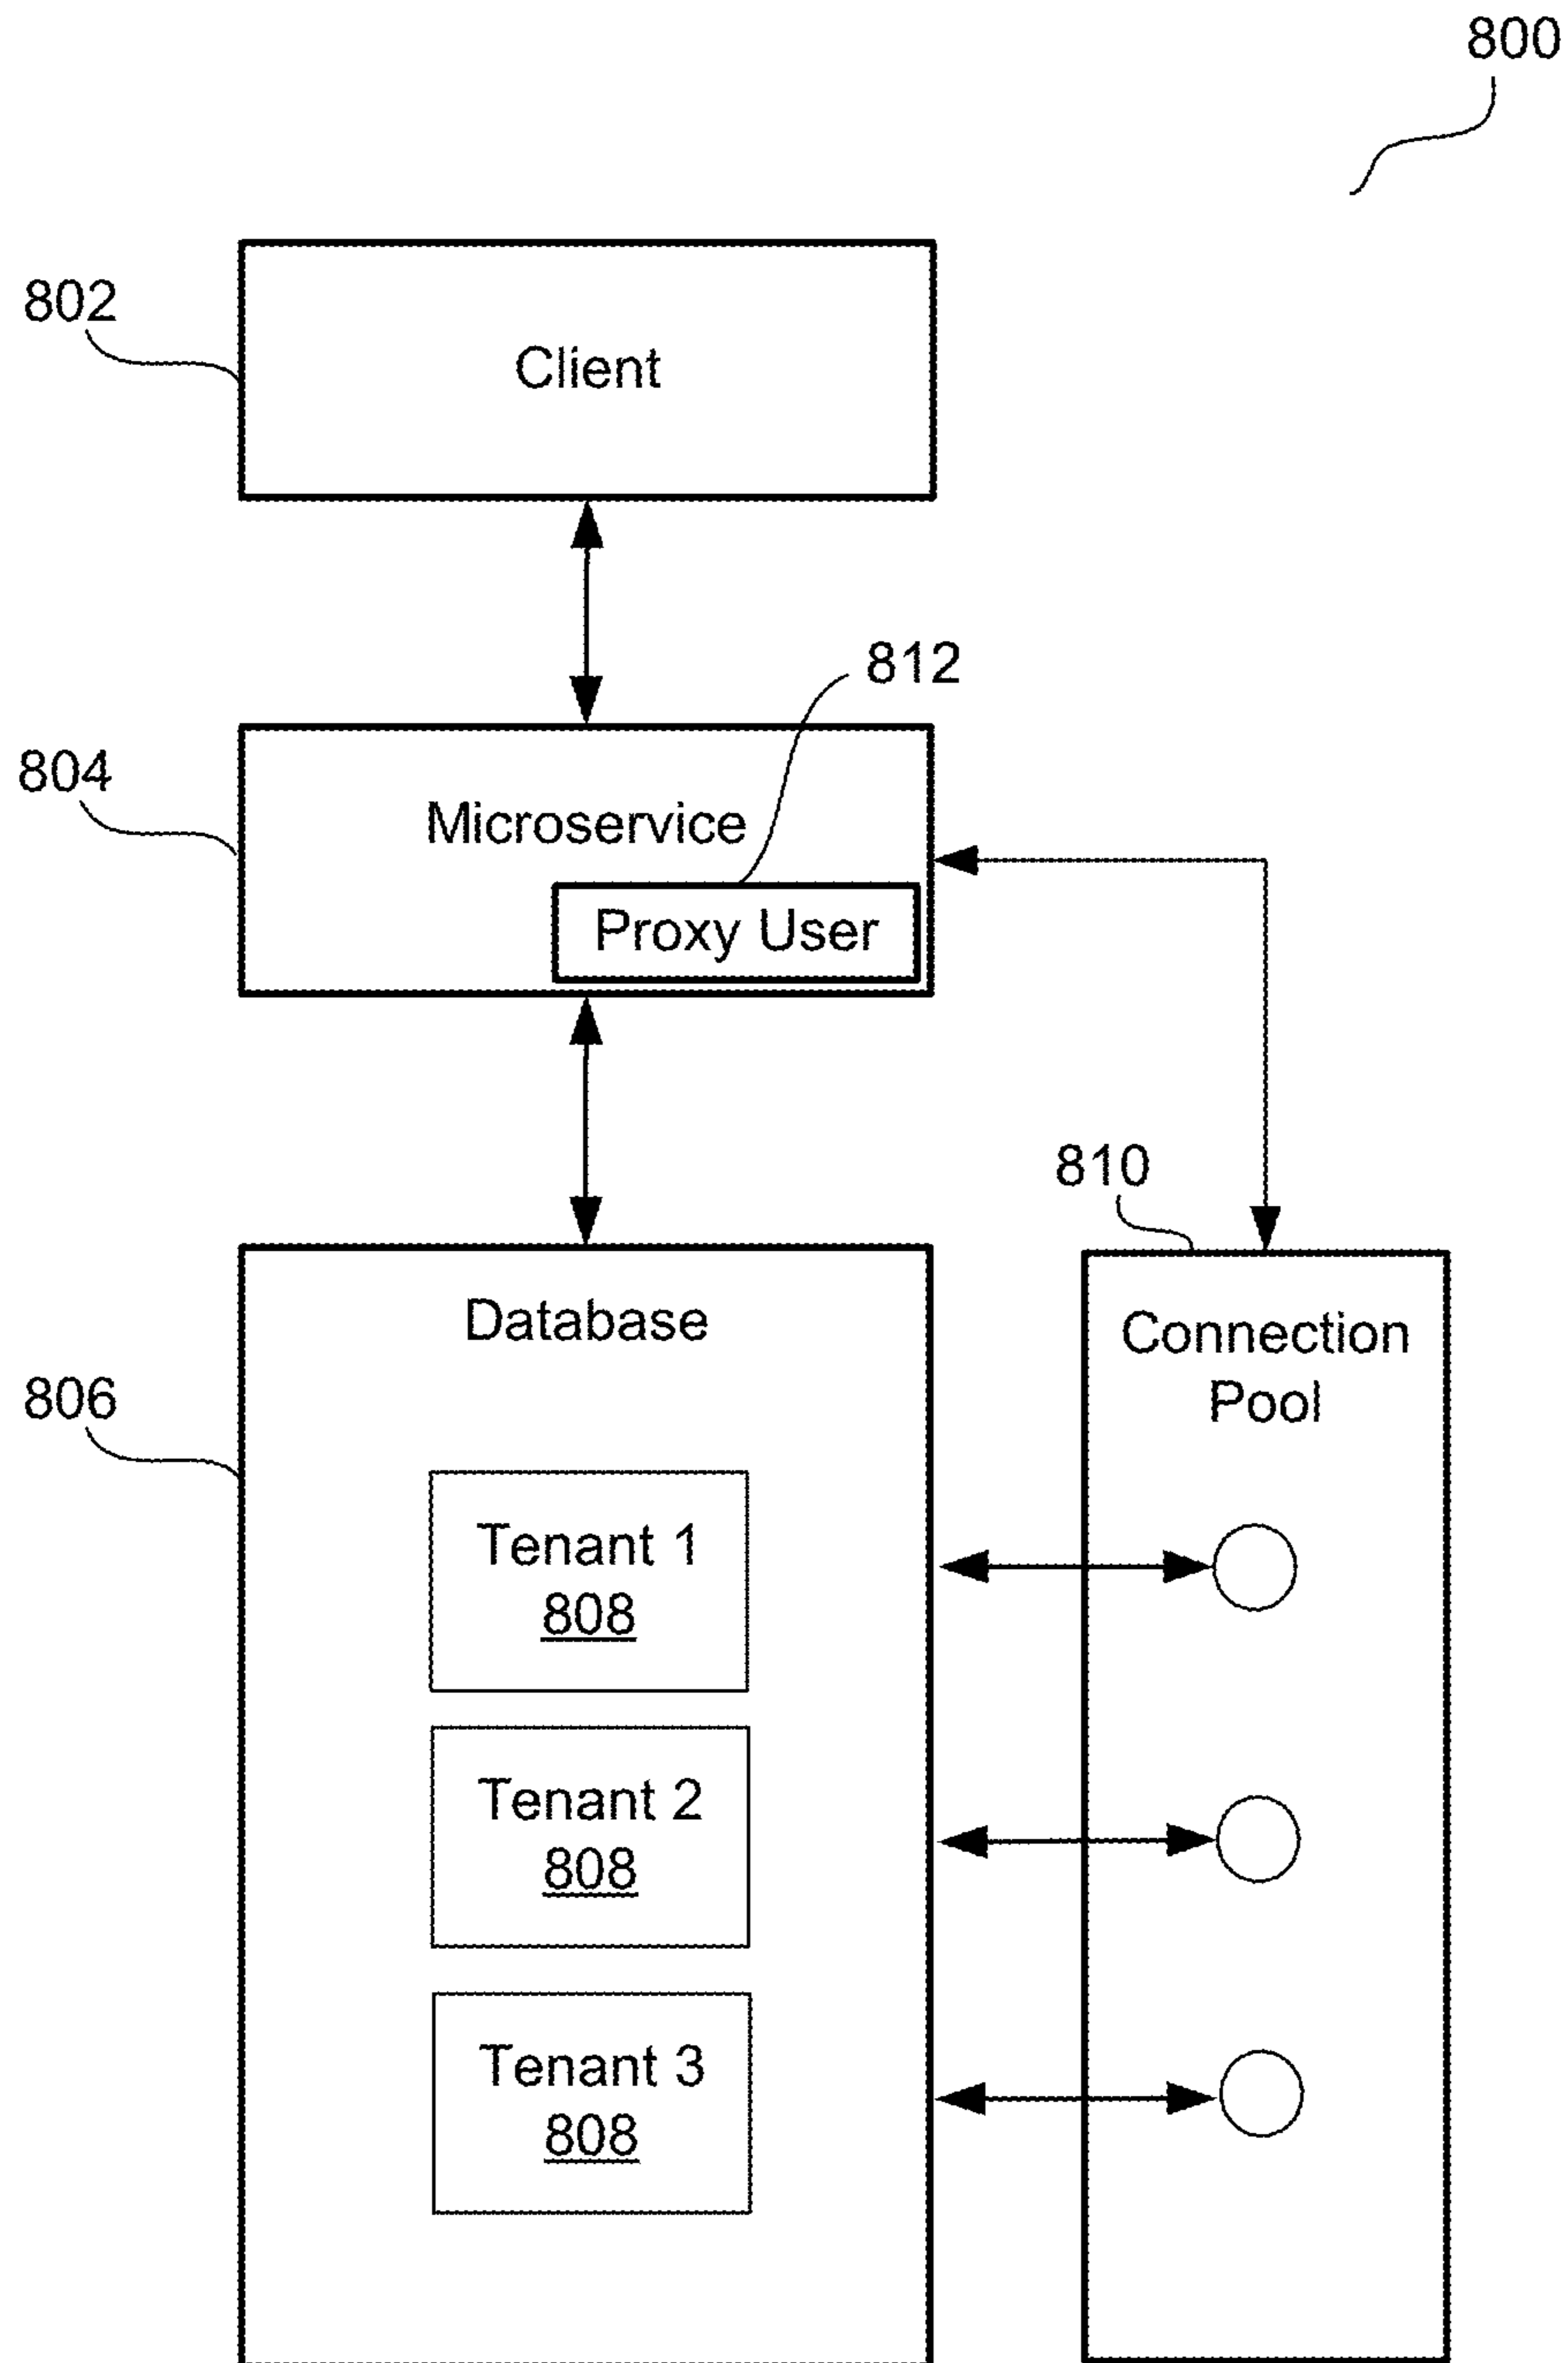 800
802
Client
812
804
Microservice
Proxy User
810
Database
Connection
Pool
806
Tenant 1
808
Tenant 2
808
Tenant 3
808